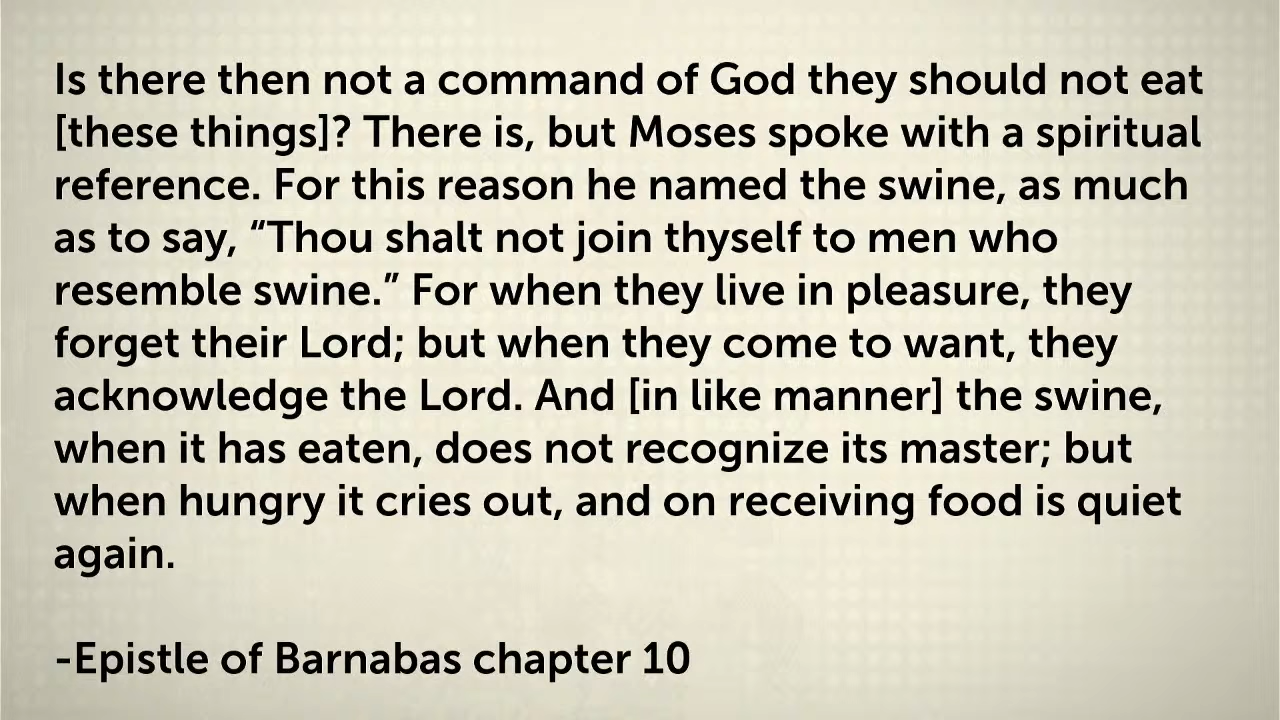 Is there then not a command of God they should not eat
[these things]? There is, but Moses spoke with a spiritual
reference. For this reason he named the swine, as much
as to say, “Thou shalt not join thyself to men who
resemble swine.” For when they live in pleasure, they
forget their Lord; but when they come to want, they
acknowledge the Lord. And [in like manner] the swine,
when it has eaten, does not recognize its master; but
when hungry it cries out, and on receiving food is quiet
again.
-Epistle of Barnabas chapter 10